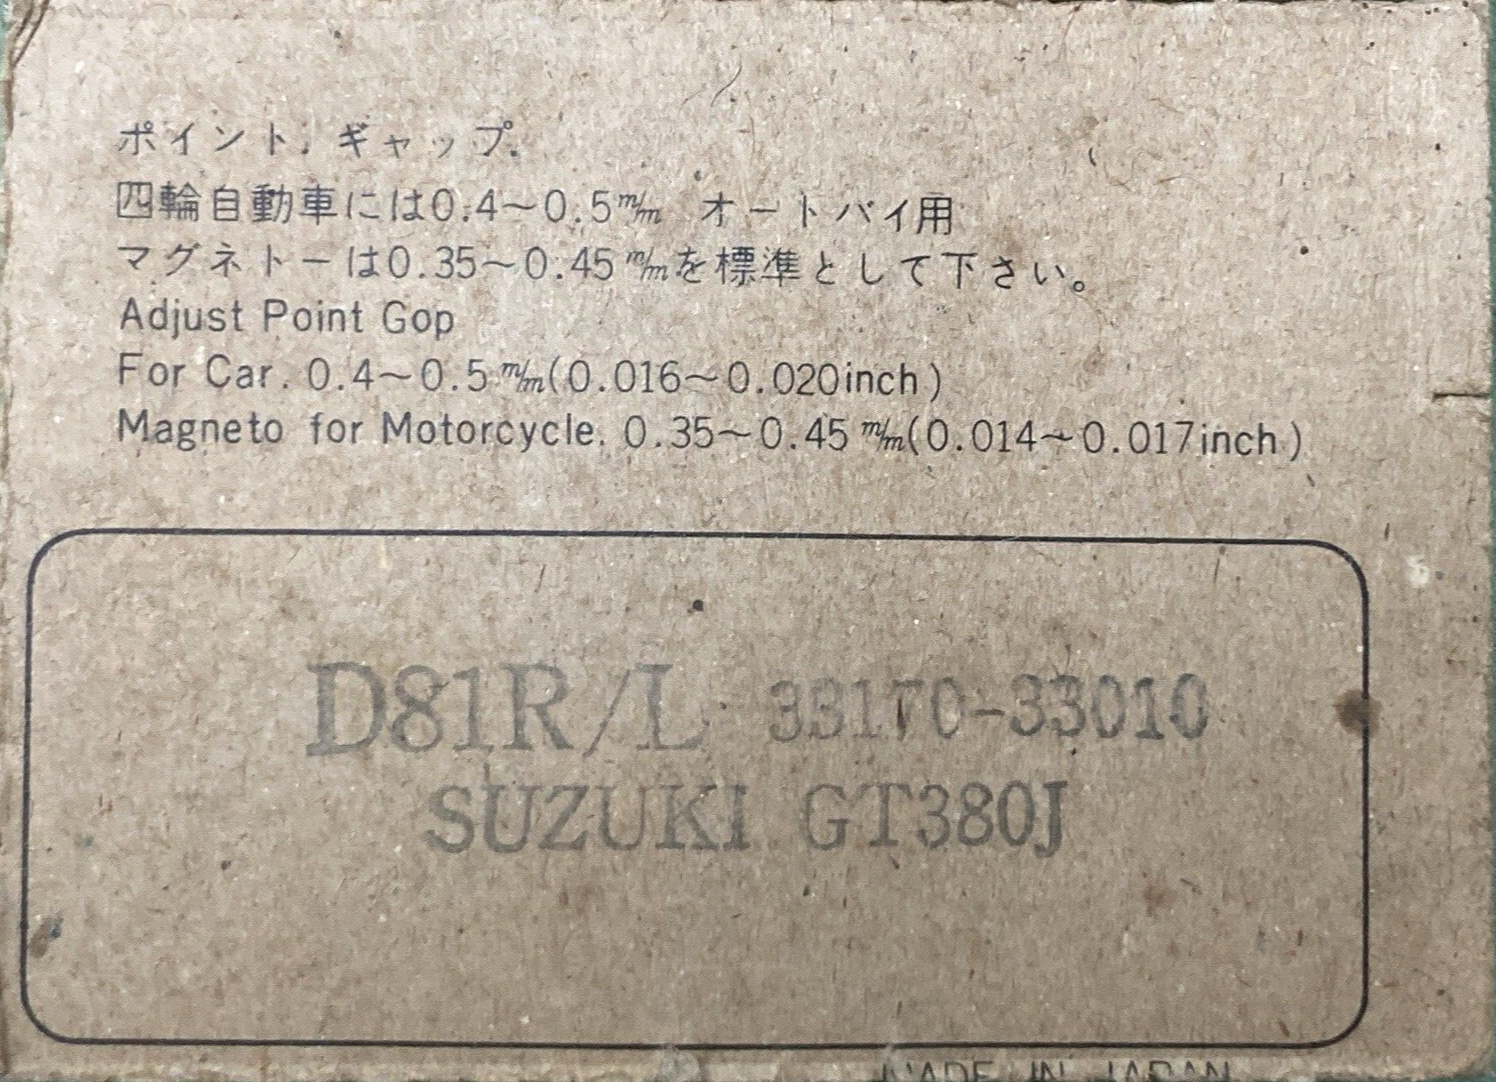 ポイント.ギャップ.
四輪自動車には0.4〜0.5m/m オートバイ用
マグネトーは0.35〜0.45m/mを標準として下さい。
Adjust Point Gop
For Car. 0.4〜0.5m/m(0.016〜0.020inch)
Magneto for Motorcycle. 0.35〜0.45m/m(0.014〜0.017inch)
D81R/L 33170-33010
SUZUKI GT380J
MADE IN JAPAN